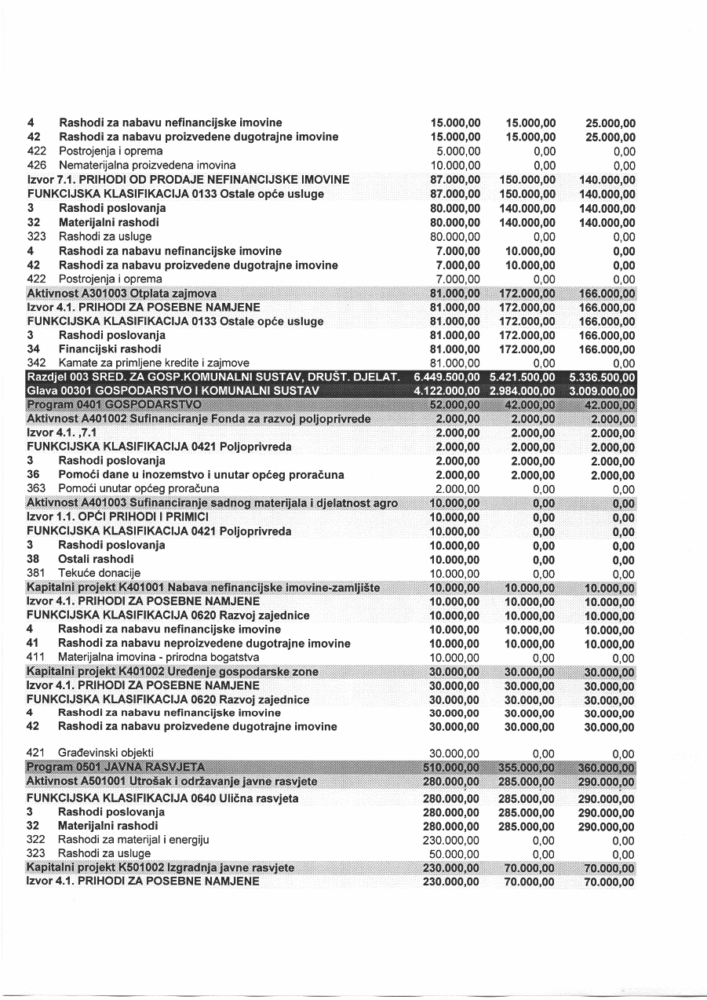 4 Rashodi za nabavu nefinancijske imovine 15.000,00 15.000,00 25.000,00
42 Rashodi za nabavu proizvedene dugotrajne imovine 15.000,00 15.000,00 25.000,00
422 Postrojenja i oprema 5.000,00 0,00 0,00
426 Nematerijalna proizvedena imovina 10.000,00 0,00 0,00
Izvor 7.1. PRIHODI OD PRODAJE NEFINANCIJSKE IMOVINE 87.000,00 150.000,00 140.000,00
FUNKCIJSKA KLASIFIKACIJA 0133 Ostale opće usluge 87.000,00 150.000,00 140.000,00
3 Rashodi poslovanja 80.000,00 140.000,00 140.000,00
32 Materijalni rashodi 80.000,00 140.000,00 140.000,00
323 Rashodi za usluge 80.000,00 0,00 0,00
4 Rashodi za nabavu nefinancijske imovine 7.000,00 10.000,00 0,00
42 Rashodi za nabavu proizvedene dugotrajne imovine 7.000,00 10.000,00 0,00
422 Postrojenja i oprema 7.000,00 0,00 0,00
Aktivnost A301003 Otplata zajmova 81.000,00 172.000,00 166.000,00
Izvor 4.1. PRIHODI ZA POSEBNE NAMJENE 81.000,00 172.000,00 166.000,00
FUNKCIJSKA KLASIFIKACIJA 0133 Ostale opće usluge 81.000,00 172.000,00 166.000,00
3 Rashodi poslovanja 81.000,00 172.000,00 166.000,00
34 Financijski rashodi 81.000,00 172.000,00 166.000,00
342 Kamate za primljene kredite i zajmove 81.000,00 0,00 0,00
Razdjel 003 SRED. ZA GOSP.KOMUNALNI SUSTAV, DRUŠT. DJELAT. 6.449.500,00 5.421.500,00 5.336.500,00
Glava 00301 GOSPODARSTVO I KOMUNALNI SUSTAV 4.122.000,00 2.984.000,00 3.009.000,00
Program 0401 GOSPODARSTVO 52.000,00 42.000,00 42.000,00
Aktivnost A401002 Sufinanciranje Fonda za razvoj poljoprivrede 2.000,00 2.000,00 2.000,00
Izvor 4.1. ,7.1 2.000,00 2.000,00 2.000,00
FUNKCIJSKA KLASIFIKACIJA 0421 Poljoprivreda 2.000,00 2.000,00 2.000,00
3 Rashodi poslovanja 2.000,00 2.000,00 2.000,00
36 Pomoći dane u inozemstvo i unutar općeg proračuna 2.000,00 2.000,00 2.000,00
363 Pomoći unutar općeg proračuna 2.000,00 0,00 0,00
Aktivnost A401003 Sufinanciranje sadnog materijala i djelatnost agro 10.000,00 0,00 0,00
Izvor 1.1. OPĆI PRIHODI I PRIMICI 10.000,00 0,00 0,00
FUNKCIJSKA KLASIFIKACIJA 0421 Poljoprivreda 10.000,00 0,00 0,00
3 Rashodi poslovanja 10.000,00 0,00 0,00
38 Ostali rashodi 10.000,00 0,00 0,00
381 Tekuće donacije 10.000,00 0,00 0,00
Kapitalni projekt K401001 Nabava nefinancijske imovine-zamljište 10.000,00 10.000,00 10.000,00
Izvor 4.1. PRIHODI ZA POSEBNE NAMJENE 10.000,00 10.000,00 10.000,00
FUNKCIJSKA KLASIFIKACIJA 0620 Razvoj zajednice 10.000,00 10.000,00 10.000,00
4 Rashodi za nabavu nefinancijske imovine 10.000,00 10.000,00 10.000,00
41 Rashodi za nabavu neproizvedene dugotrajne imovine 10.000,00 10.000,00 10.000,00
411 Materijalna imovina - prirodna bogatstva 10.000,00 0,00 0,00
Kapitalni projekt K401002 Uređenje gospodarske zone 30.000,00 30.000,00 30.000,00
Izvor 4.1. PRIHODI ZA POSEBNE NAMJENE 30.000,00 30.000,00 30.000,00
FUNKCIJSKA KLASIFIKACIJA 0620 Razvoj zajednice 30.000,00 30.000,00 30.000,00
4 Rashodi za nabavu nefinancijske imovine 30.000,00 30.000,00 30.000,00
42 Rashodi za nabavu proizvedene dugotrajne imovine 30.000,00 30.000,00 30.000,00
421 Građevinski objekti 30.000,00 0,00 0,00
Program 0501 JAVNA RASVJETA 510.000,00 355.000,00 360.000,00
Aktivnost A501001 Utrošak i održavanje javne rasvjete 280.000,00 285.000,00 290.000,00
FUNKCIJSKA KLASIFIKACIJA 0640 Ulična rasvjeta 280.000,00 285.000,00 290.000,00
3 Rashodi poslovanja 280.000,00 285.000,00 290.000,00
32 Materijalni rashodi 280.000,00 285.000,00 290.000,00
322 Rashodi za materijal i energiju 230.000,00 0,00 0,00
323 Rashodi za usluge 50.000,00 0,00 0,00
Kapitalni projekt K501002 Izgradnja javne rasvjete 230.000,00 70.000,00 70.000,00
Izvor 4.1. PRIHODI ZA POSEBNE NAMJENE 230.000,00 70.000,00 70.000,00